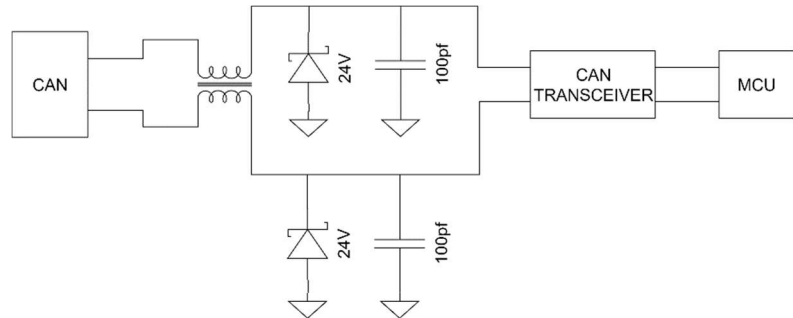 CAN
24V
100pf
CAN
TRANSCEIVER
MCU
24V
100pf